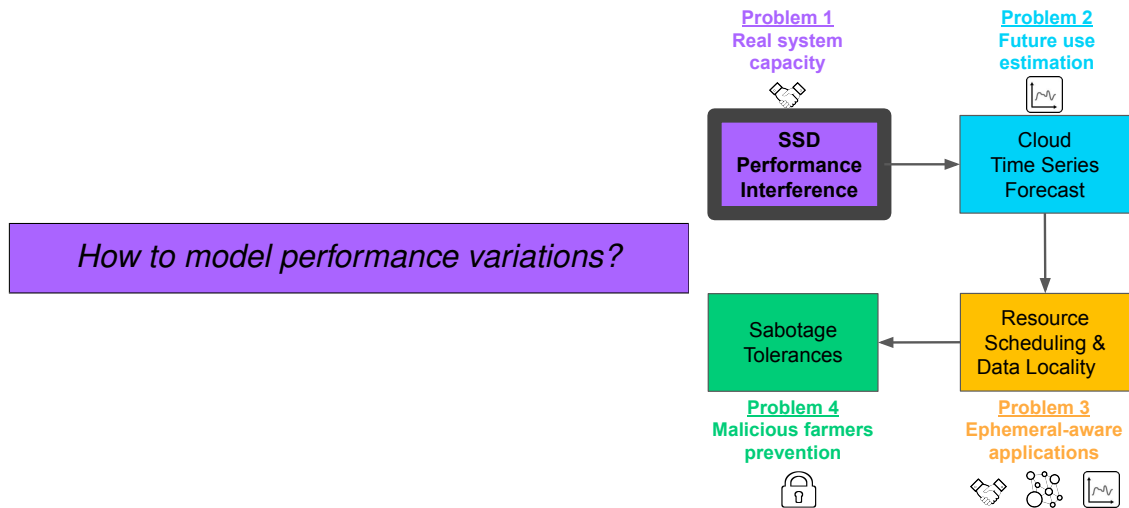 How to model performance variations?
Problem 1
Real system
capacity
SSD
Performance
Interference
Problem 2
Future use
estimation
Cloud
Time Series
Forecast
Resource
Scheduling &
Data Locality
Problem 3
Ephemeral-aware
applications
Sabotage
Tolerances
Problem 4
Malicious farmers
prevention